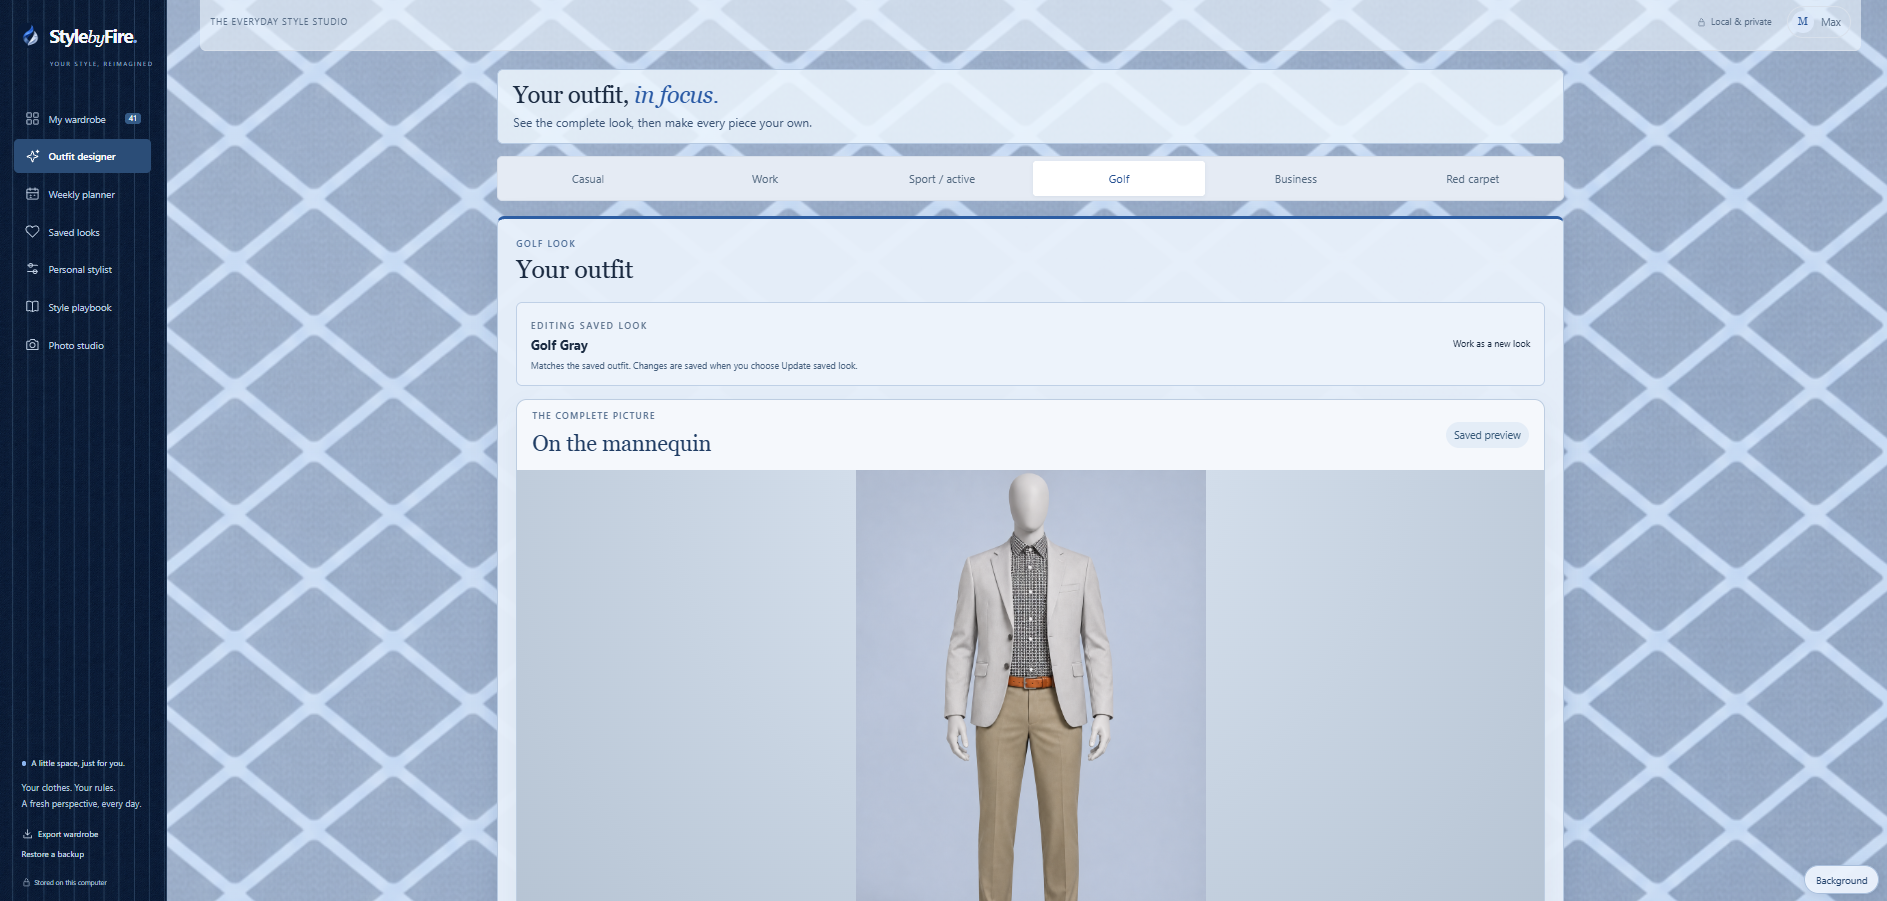 StylebyFire.
YOUR STYLE, REIMAGINED
My wardrobe 41
Outfit designer
Weekly planner
Saved looks
Personal stylist
Style playbook
Photo studio
A little space, just for you.
Your clothes. Your rules.
A fresh perspective, every day.
Export wardrobe
Restore a backup
Stored on this computer
THE EVERYDAY STYLE STUDIO
Local & private
M Max
Your outfit, in focus.
See the complete look, then make every piece your own.
Casual
Work
Sport / active
Golf
Business
Red carpet
GOLF LOOK
Your outfit
EDITING SAVED LOOK
Golf Gray
Matches the saved outfit. Changes are saved when you choose Update saved look.
Work as a new look
THE COMPLETE PICTURE
On the mannequin
Saved preview
Background